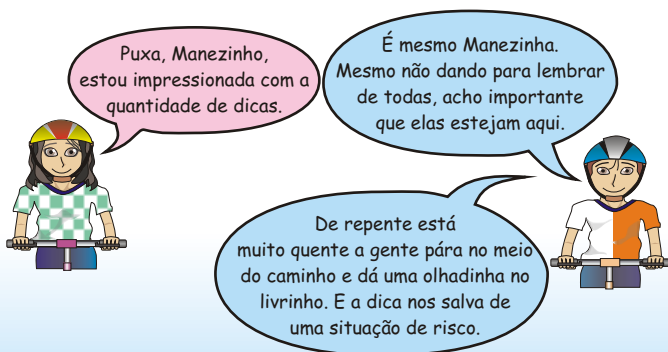 Puxa, Manezinho,
estou impressionada com a
quantidade de dicas.
É mesmo Manezinha.
Mesmo não dando para lembrar
de todas, acho importante
que elas estejam aqui.
De repente está
muito quente a gente pára no meio
do caminho e dá uma olhadinha no
livrinho. E a dica nos salva de
uma situação de risco.